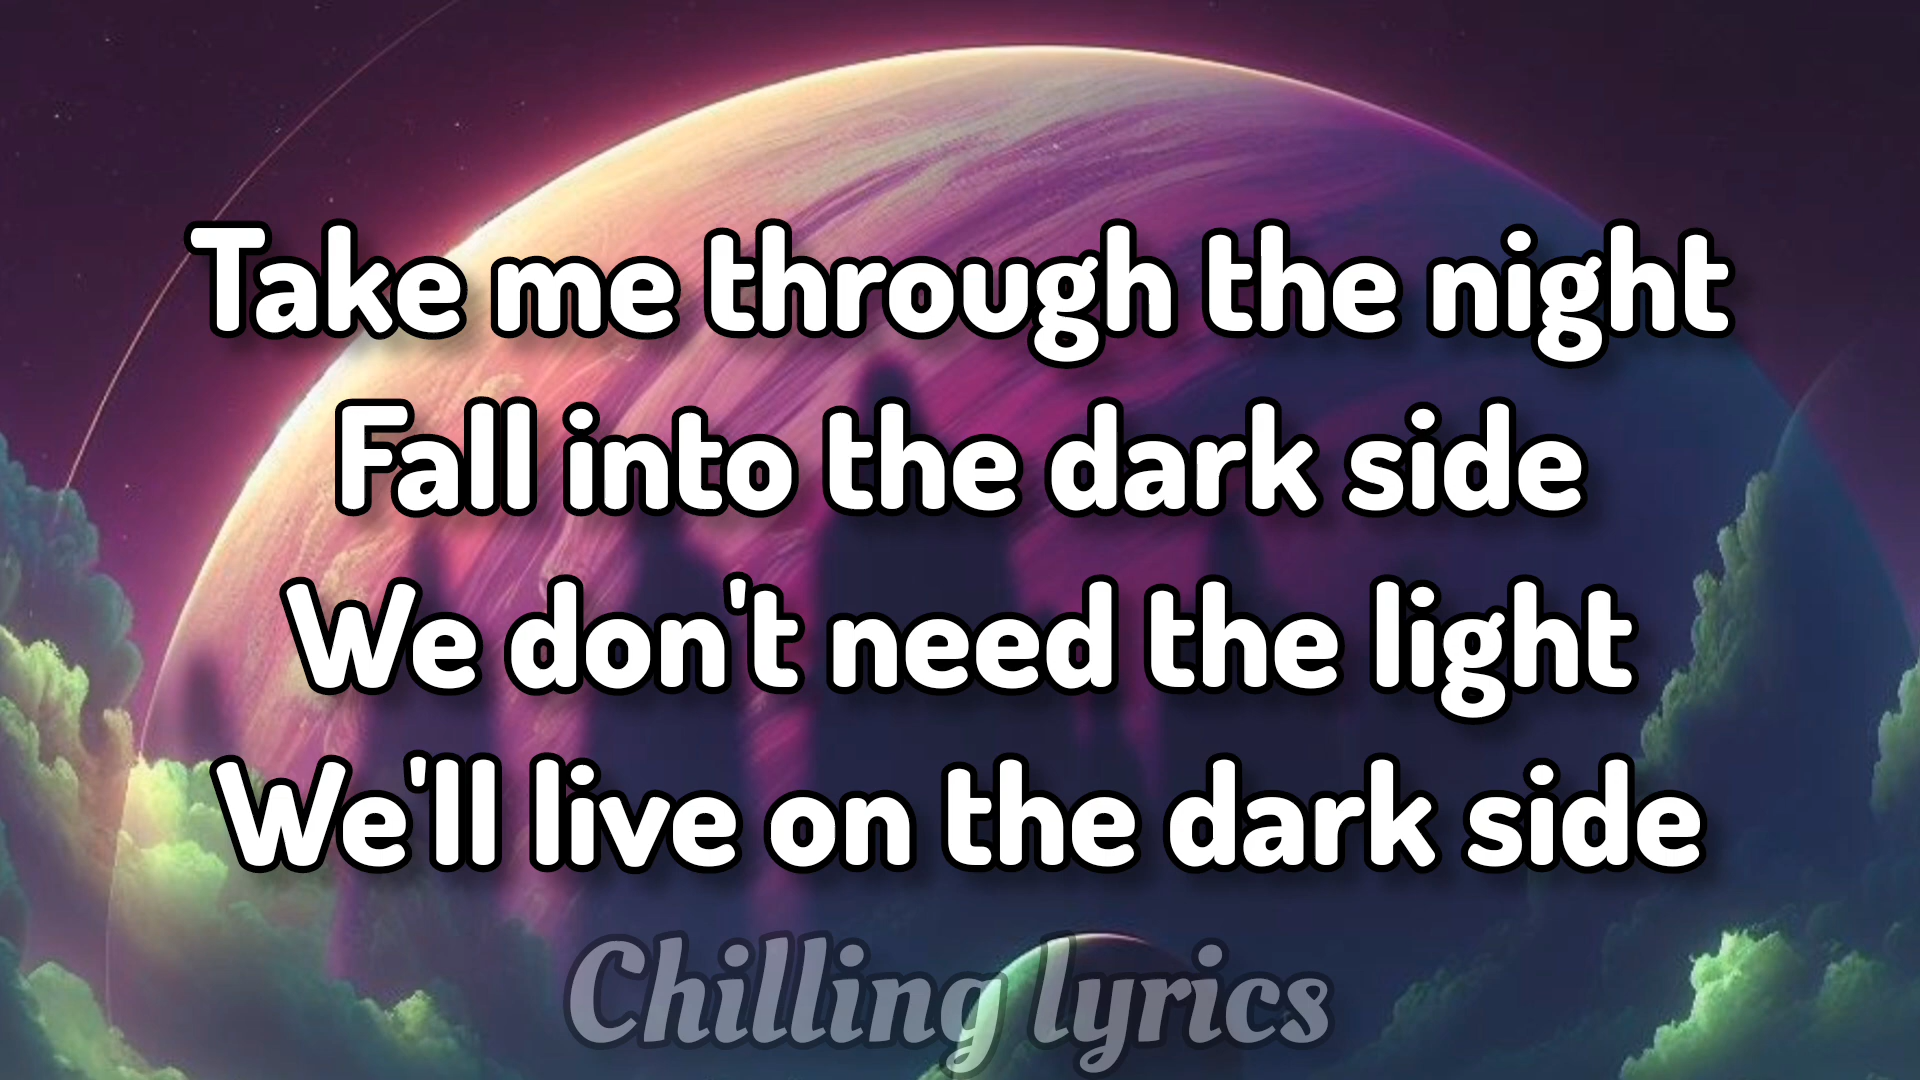 Take me through the night
Fall into the dark side
We don't need the light
We'll live on the dark side
Chilling lyrics